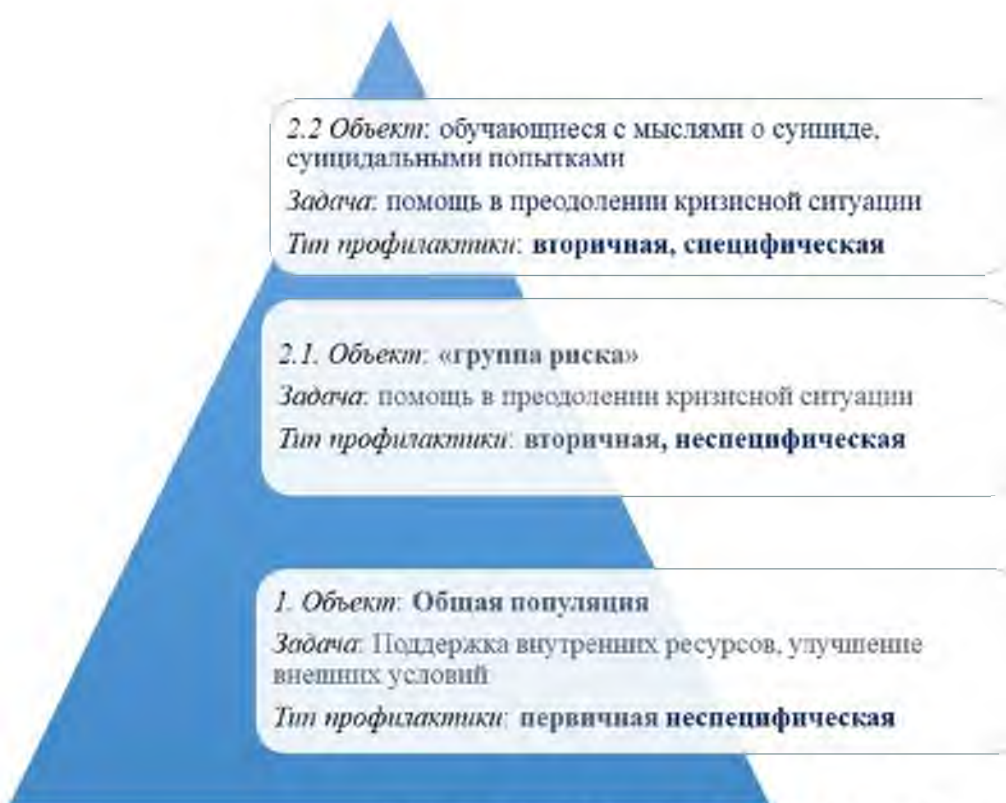 2.2 Объект: обучающиеся с мыслями о суициде,
суицидальными попытками
Задача: помощь в преодолении кризисной ситуации
Тип профилактики: вторичная, специфическая
2.1. Объект: «группа риска»
Задача: помощь в преодолении кризисной ситуации
Тип профилактики: вторичная, неспецифическая
1. Объект: Общая популяция
Задача: Поддержка внутренних ресурсов, улучшение
внешних условий
Тип профилактики: первичная неспецифическая